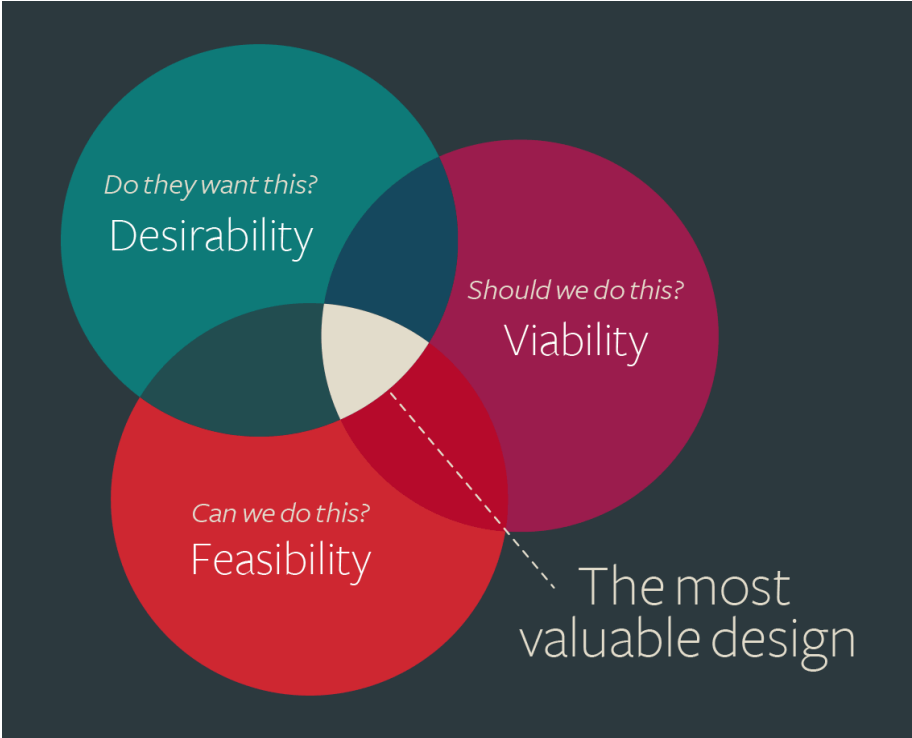 Do they want this?
Desirability
Should we do this?
Viability
Can we do this?
Feasibility
The most
valuable design